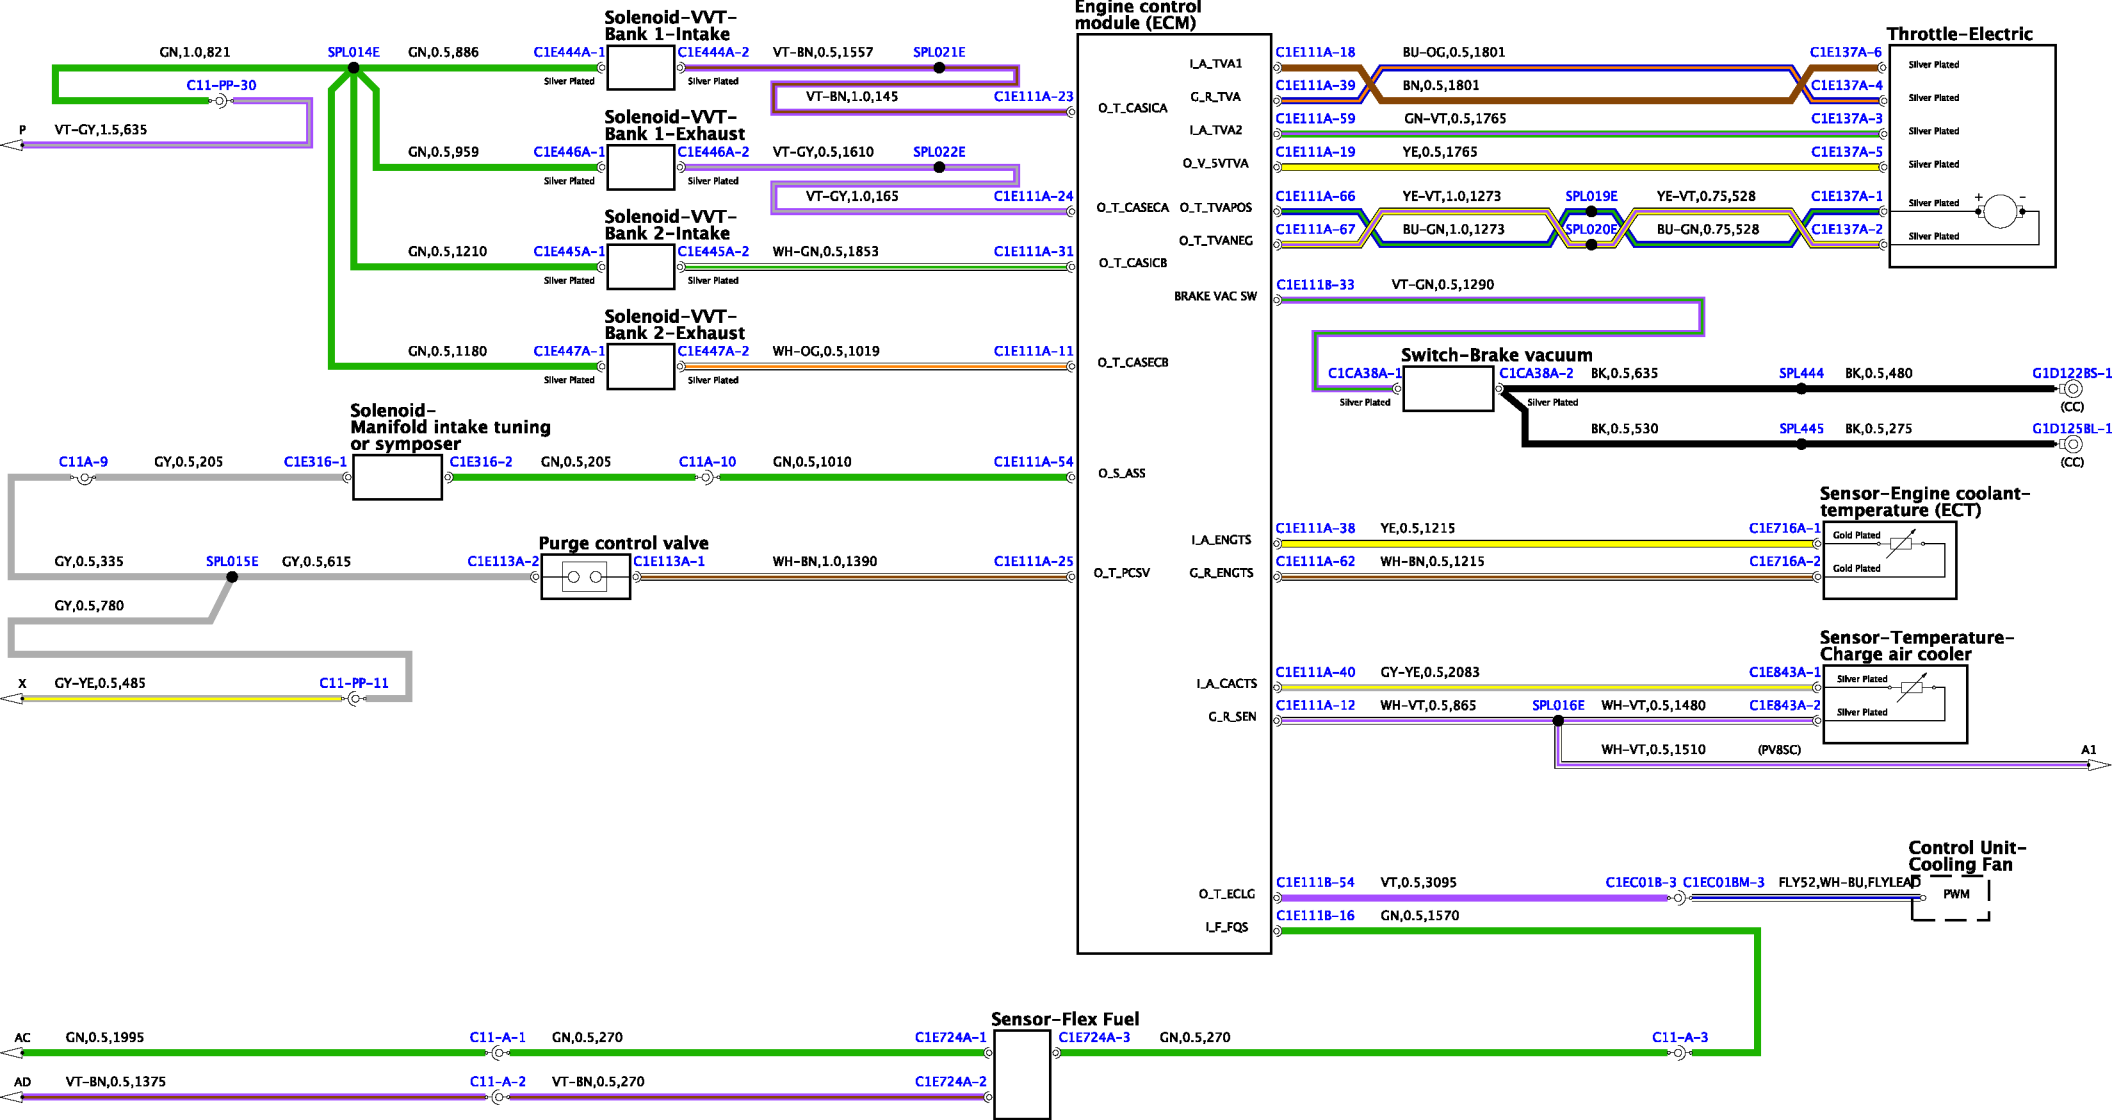 Engine control
module (ECM)
Solenoid-VVT-
Bank 1-Intake
GN,1.0,821
SPL014E
GN,0.5,886
C1E444A-1
C1E444A-2
VT-BN,0.5,1557
SPL021E
Silver Plated
Silver Plated
C11-PP-30
VT-BN,1.0,145
C1E111A-23
O_T_CASICA
P
VT-GY,1.5,635
Solenoid-VVT-
Bank 1-Exhaust
GN,0.5,959
C1E446A-1
C1E446A-2
VT-GY,0.5,1610
SPL022E
Silver Plated
Silver Plated
VT-GY,1.0,165
C1E111A-24
O_T_CASECA
Solenoid-VVT-
Bank 2-Intake
GN,0.5,1210
C1E445A-1
C1E445A-2
WH-GN,0.5,1853
C1E111A-31
O_T_CASICB
Silver Plated
Silver Plated
Solenoid-VVT-
Bank 2-Exhaust
GN,0.5,1180
C1E447A-1
C1E447A-2
WH-OG,0.5,1019
C1E111A-11
O_T_CASECB
Silver Plated
Silver Plated
Solenoid-
Manifold intake tuning
or symposer
C11A-9
GY,0.5,205
C1E316-1
C1E316-2
GN,0.5,205
C11A-10
GN,0.5,1010
C1E111A-54
O_S_ASS
Purge control valve
GY,0.5,335
SPL015E
GY,0.5,615
C1E113A-2
C1E113A-1
WH-BN,1.0,1390
C1E111A-25
O_T_PCSV
GY,0.5,780
X
GY-YE,0.5,485
C11-PP-11
Throttle-Electric
I_A_TVA1
C1E111A-18
BU-OG,0.5,1801
C1E137A-6
Silver Plated
G_R_TVA
C1E111A-39
BN,0.5,1801
C1E137A-4
Silver Plated
I_A_TVA2
C1E111A-59
GN-VT,0.5,1765
C1E137A-3
Silver Plated
O_V_5VTVA
C1E111A-19
YE,0.5,1765
C1E137A-5
Silver Plated
O_T_TVAPOS
C1E111A-66
YE-VT,1.0,1273
SPL019E
YE-VT,0.75,528
C1E137A-1
Silver Plated
+
-
O_T_TVANEG
C1E111A-67
BU-GN,1.0,1273
SPL020E
BU-GN,0.75,528
C1E137A-2
Silver Plated
BRAKE VAC SW
C1E111B-33
VT-GN,0.5,1290
Switch-Brake vacuum
C1CA38A-1
C1CA38A-2
BK,0.5,635
SPL444
BK,0.5,480
G1D122BS-1
Silver Plated
Silver Plated
(CC)
BK,0.5,530
SPL445
BK,0.5,275
G1D125BL-1
(CC)
Sensor-Engine coolant-
temperature (ECT)
I_A_ENGTS
C1E111A-38
YE,0.5,1215
C1E716A-1
Gold Plated
G_R_ENGTS
C1E111A-62
WH-BN,0.5,1215
C1E716A-2
Gold Plated
Sensor-Temperature-
Charge air cooler
I_A_CACTS
C1E111A-40
GY-YE,0.5,2083
C1E843A-1
Silver Plated
G_R_SEN
C1E111A-12
WH-VT,0.5,865
SPL016E
WH-VT,0.5,1480
C1E843A-2
Silver Plated
WH-VT,0.5,1510
(PV8SC)
A1
Control Unit-
Cooling Fan
O_T_ECLG
C1E111B-54
VT,0.5,3095
C1EC01B-3
C1EC01BM-3
FLY52,WH-BU,FLYLEAD
PWM
I_F_FQS
C1E111B-16
GN,0.5,1570
Sensor-Flex Fuel
AC
GN,0.5,1995
C11-A-1
GN,0.5,270
C1E724A-1
C1E724A-3
GN,0.5,270
C11-A-3
AD
VT-BN,0.5,1375
C11-A-2
VT-BN,0.5,270
C1E724A-2